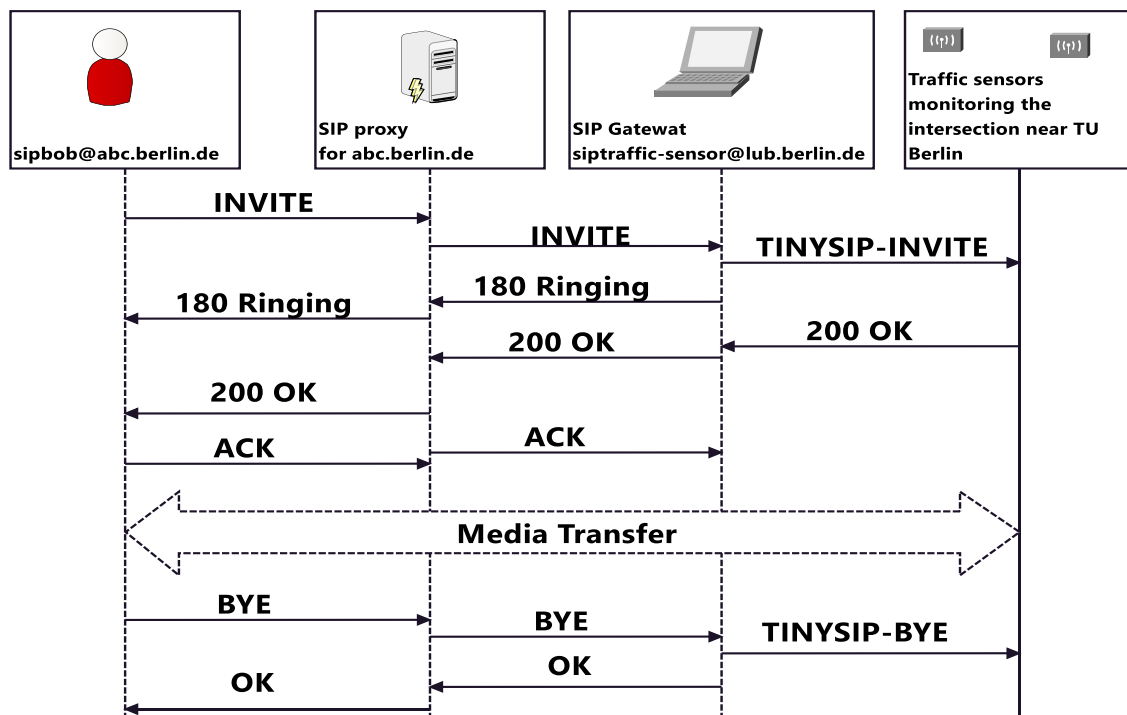 sipbob@abc.berlin.de
SIP proxy
for abc.berlin.de
SIP Gatewat
siptraffic-sensor@lub.berlin.de
Traffic sensors
monitoring the
intersection near TU
Berlin
INVITE
INVITE
TINYSIP-INVITE
180 Ringing
180 Ringing
200 OK
200 OK
200 OK
ACK
ACK
Media Transfer
BYE
BYE
TINYSIP-BYE
OK
OK